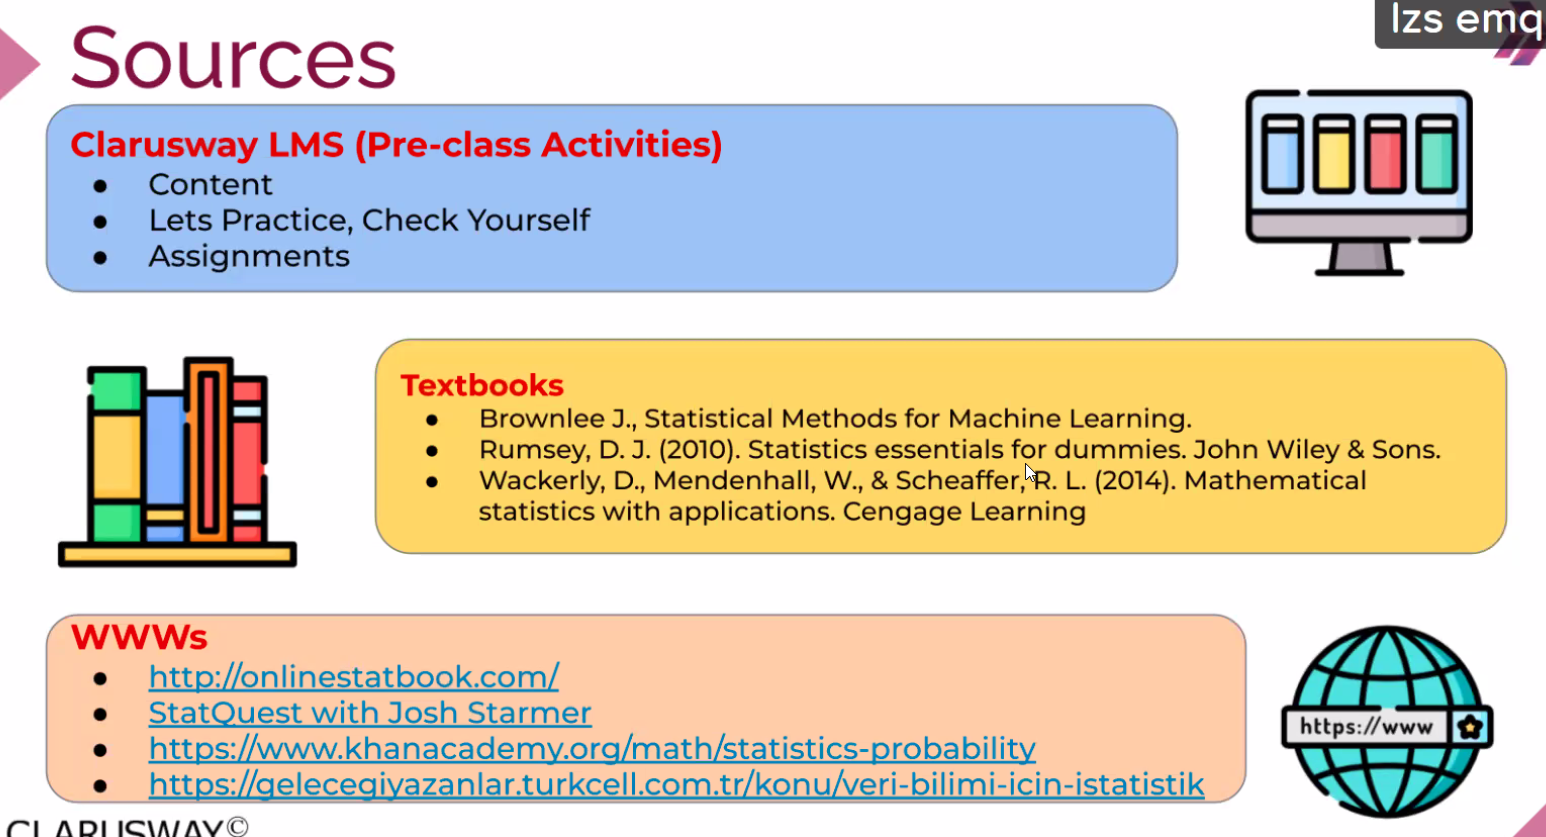 Izs emq
Sources
Clarusway LMS (Pre-class Activities)
● Content
● Lets Practice, Check Yourself
● Assignments
Textbooks
● Brownlee J., Statistical Methods for Machine Learning.
● Rumsey, D. J. (2010). Statistics essentials for dummies. John Wiley & Sons.
● Wackerly, D., Mendenhall, W., & Scheaffer, R. L. (2014). Mathematical
statistics with applications. Cengage Learning
WWWs
● http://onlinestatbook.com/
● StatQuest with Josh Starmer
● https://www.khanacademy.org/math/statistics-probability
● https://gelecegiyazanlar.turkcell.com.tr/konu/veri-bilimi-icin-istatistik
https://www
CLARUSWAY©